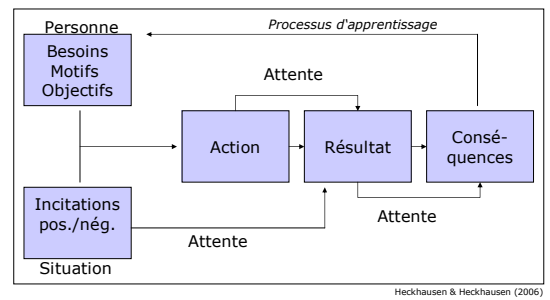 Personne
Processus d'apprentissage
Besoins
Motifs
Objectifs
Attente
Action
Résultat
Consé-
quences
Incitations
pos./nég.
Attente
Attente
Situation
Heckhausen & Heckhausen (2006)